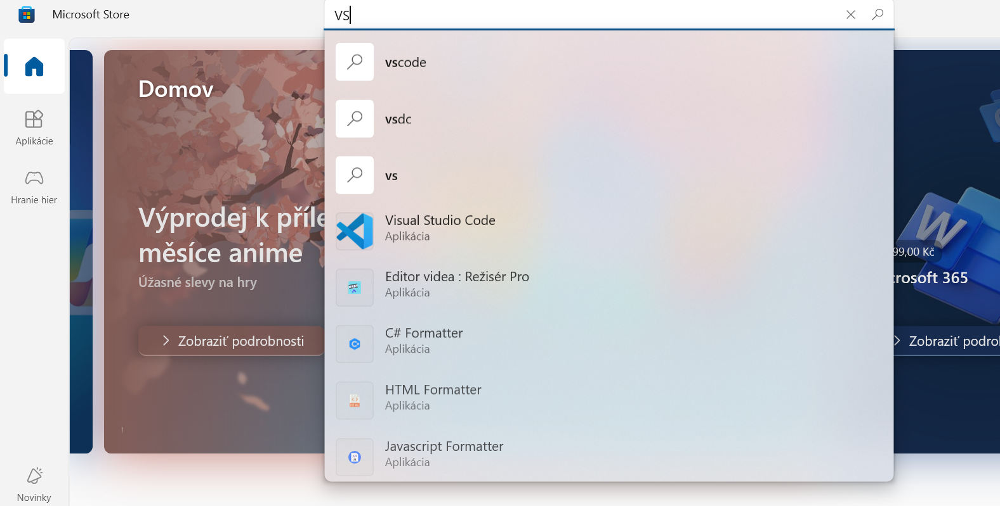 Microsoft Store
VS
Aplikácie
Hranie hier
Novinky
Domov
Výprodej k příle
měsíce anime
Úžasné slevy na hry
Zobraziť podrobnosti
vscode
vsdc
vs
Visual Studio Code
Aplikácia
Editor videa : Režisér Pro
Aplikácia
C# Formatter
Aplikácia
HTML Formatter
Aplikácia
Javascript Formatter
Aplikácia
W
99,00 Kč
crosoft 365
Zobraziť podrol